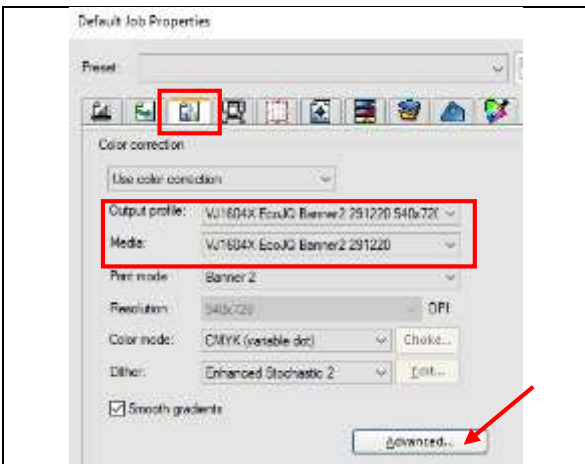 Default Job Properties
Preset:
Color correction
Use color correction
Output profile: VJ1604X EcoJQ Banner2 291220 540x720
Media: VJ1604X EcoJQ Banner2 291220
Print mode Banner 2
Resolution 540x720 DPI
Color mode: CMYK (variable dot) Choke...
Dither: Enhanced Stochastic 2 Edit...
Smooth gradients
Advanced...